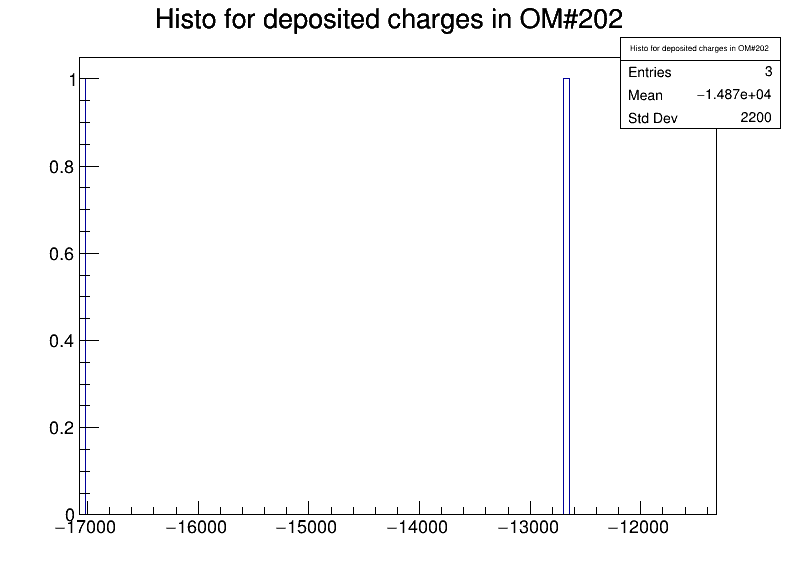 Histo for deposited charges in OM#202
Histo for deposited charges in OM#202
Entries 3
Mean −1.487e+04
Std Dev 2200
1
0.8
0.6
0.4
0.2
0
−17000 −16000 −15000 −14000 −13000 −12000